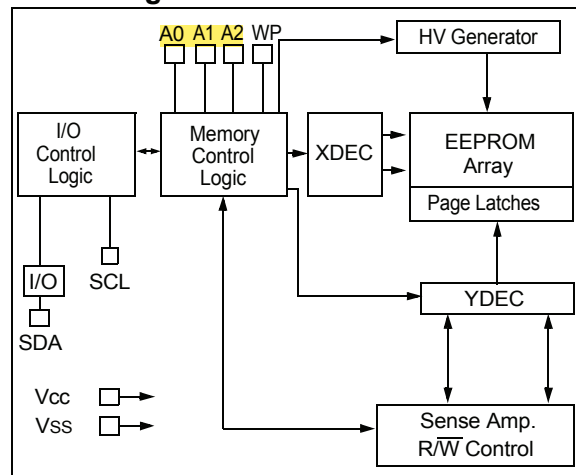 A0 A1 A2 WP
HV Generator
I/O
Control
Logic
Memory
Control
Logic
XDEC
EEPROM
Array
Page Latches
I/O
SCL
SDA
YDEC
Vcc
Vss
Sense Amp.
R/W̅ Control